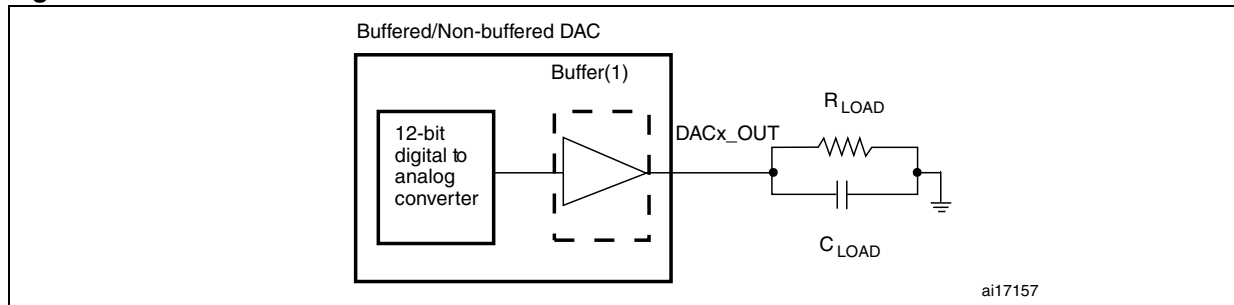 Buffered/Non-buffered DAC
Buffer(1)
12-bit
digital to
analog
converter
DACx_OUT
R LOAD
C LOAD
ai17157